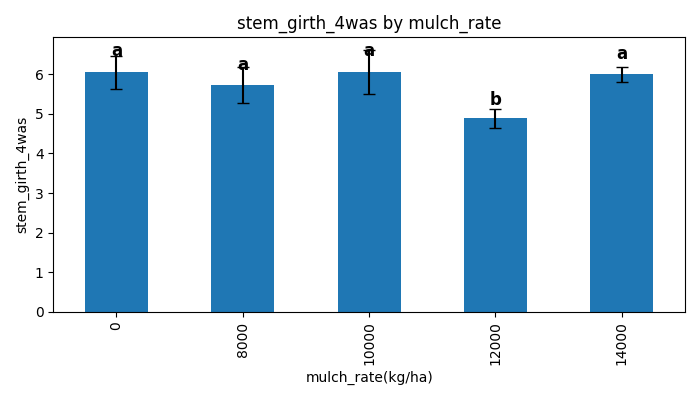 stem_girth_4was by mulch_rate
a a a b a
6
5
4
3
2
1
0
stem_girth_4was
0 8000 10000 12000 14000
mulch_rate(kg/ha)